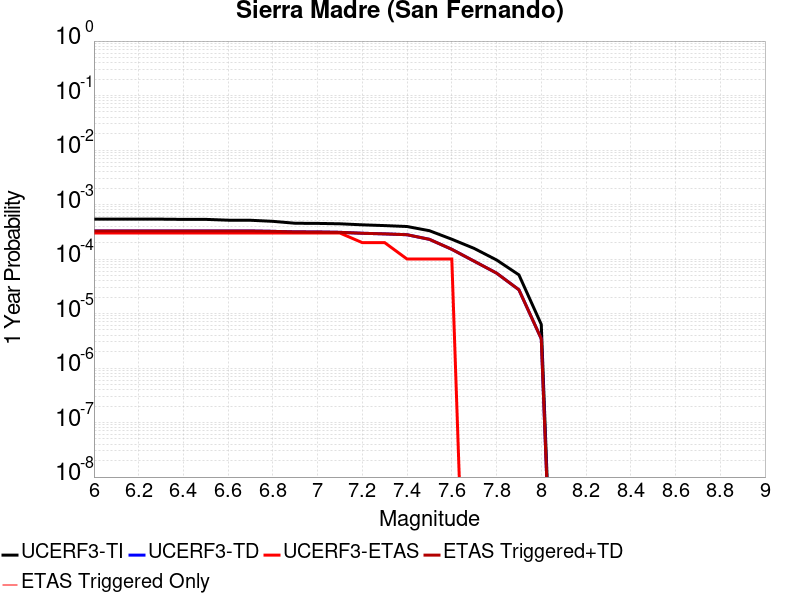 Sierra Madre (San Fernando)
10^0
10^-1
10^-2
10^-3
10^-4
10^-5
10^-6
10^-7
10^-8
1 Year Probability
6 6.2 6.4 6.6 6.8 7 7.2 7.4 7.6 7.8 8 8.2 8.4 8.6 8.8 9
Magnitude
UCERF3-TI UCERF3-TD UCERF3-ETAS ETAS Triggered+TD
ETAS Triggered Only